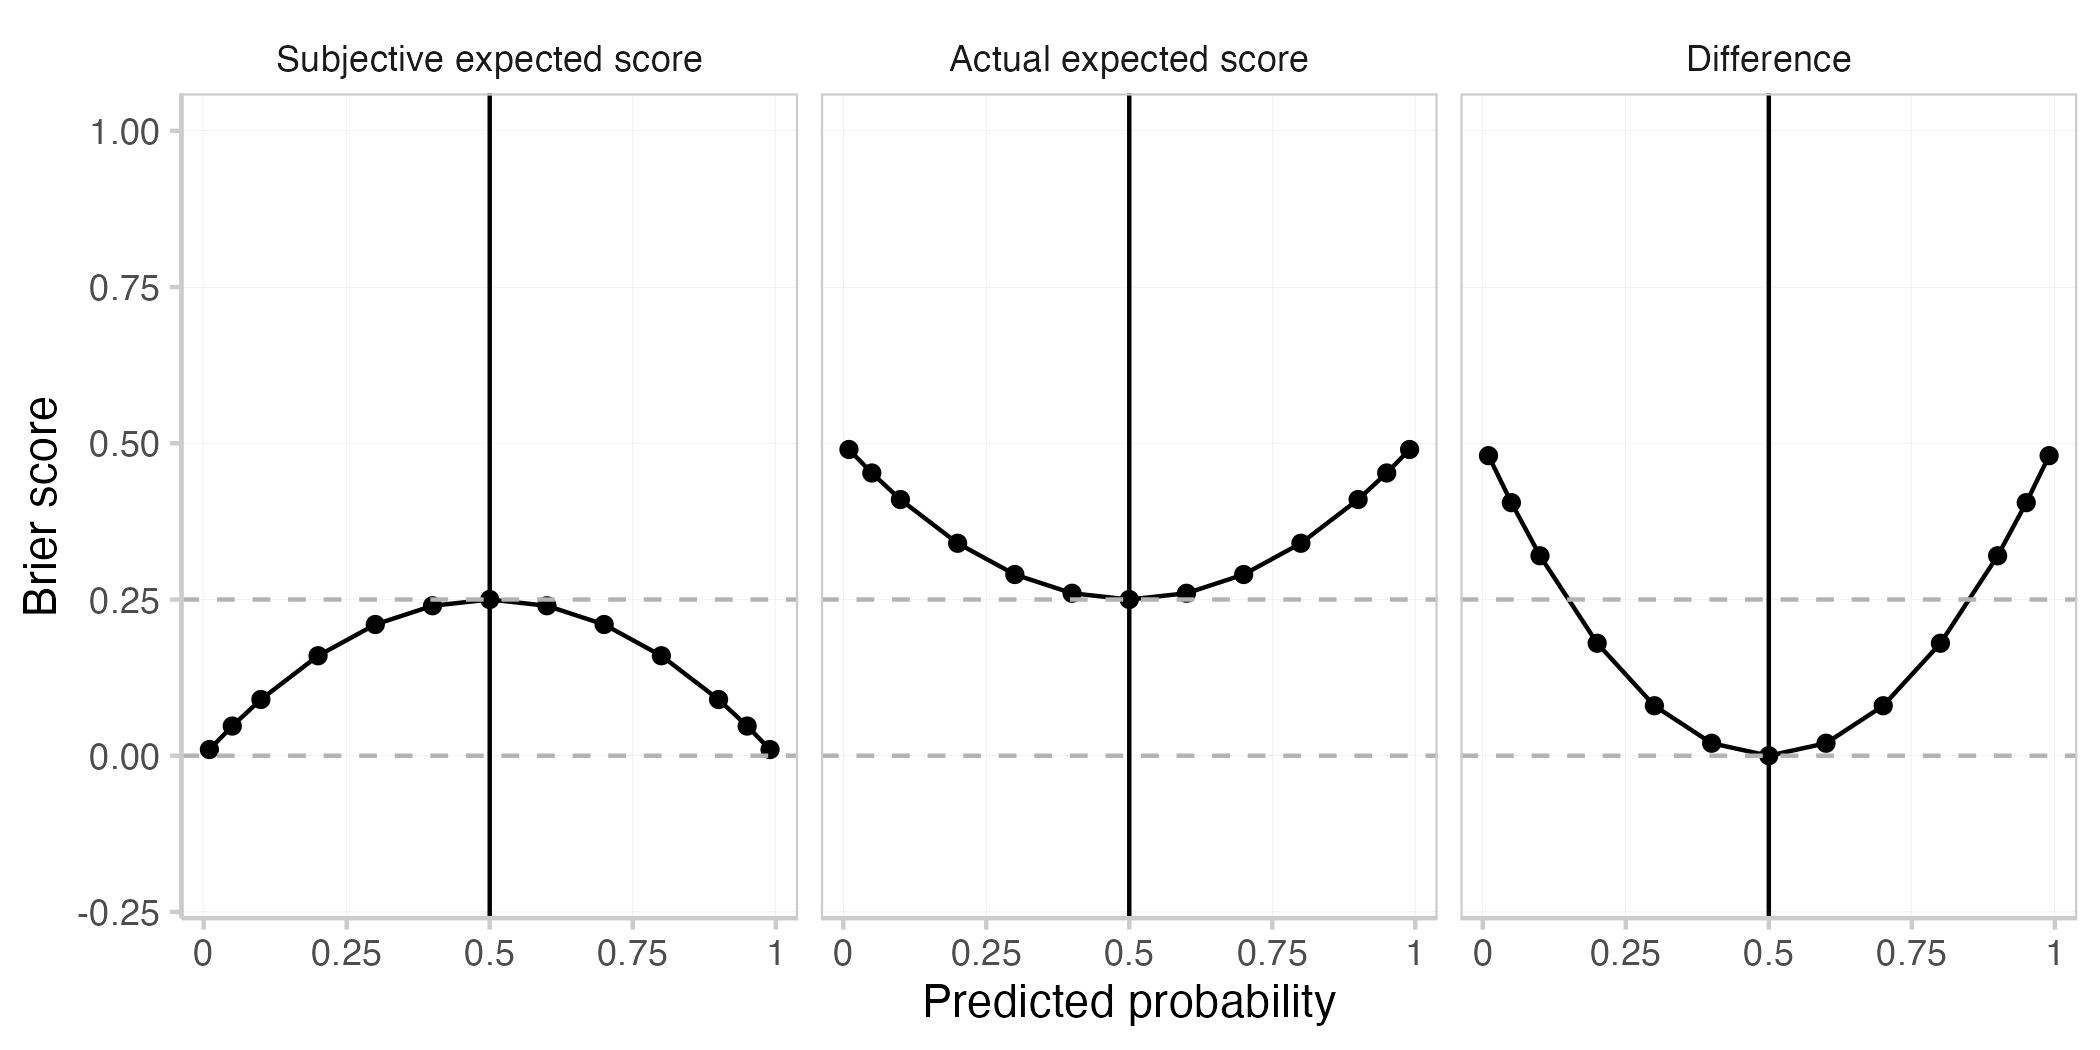 Subjective expected score
Actual expected score
Difference
Brier score
1.00
0.75
0.50
0.25
0.00
-0.25
0 0.25 0.5 0.75 1
0 0.25 0.5 0.75 1
0 0.25 0.5 0.75 1
Predicted probability